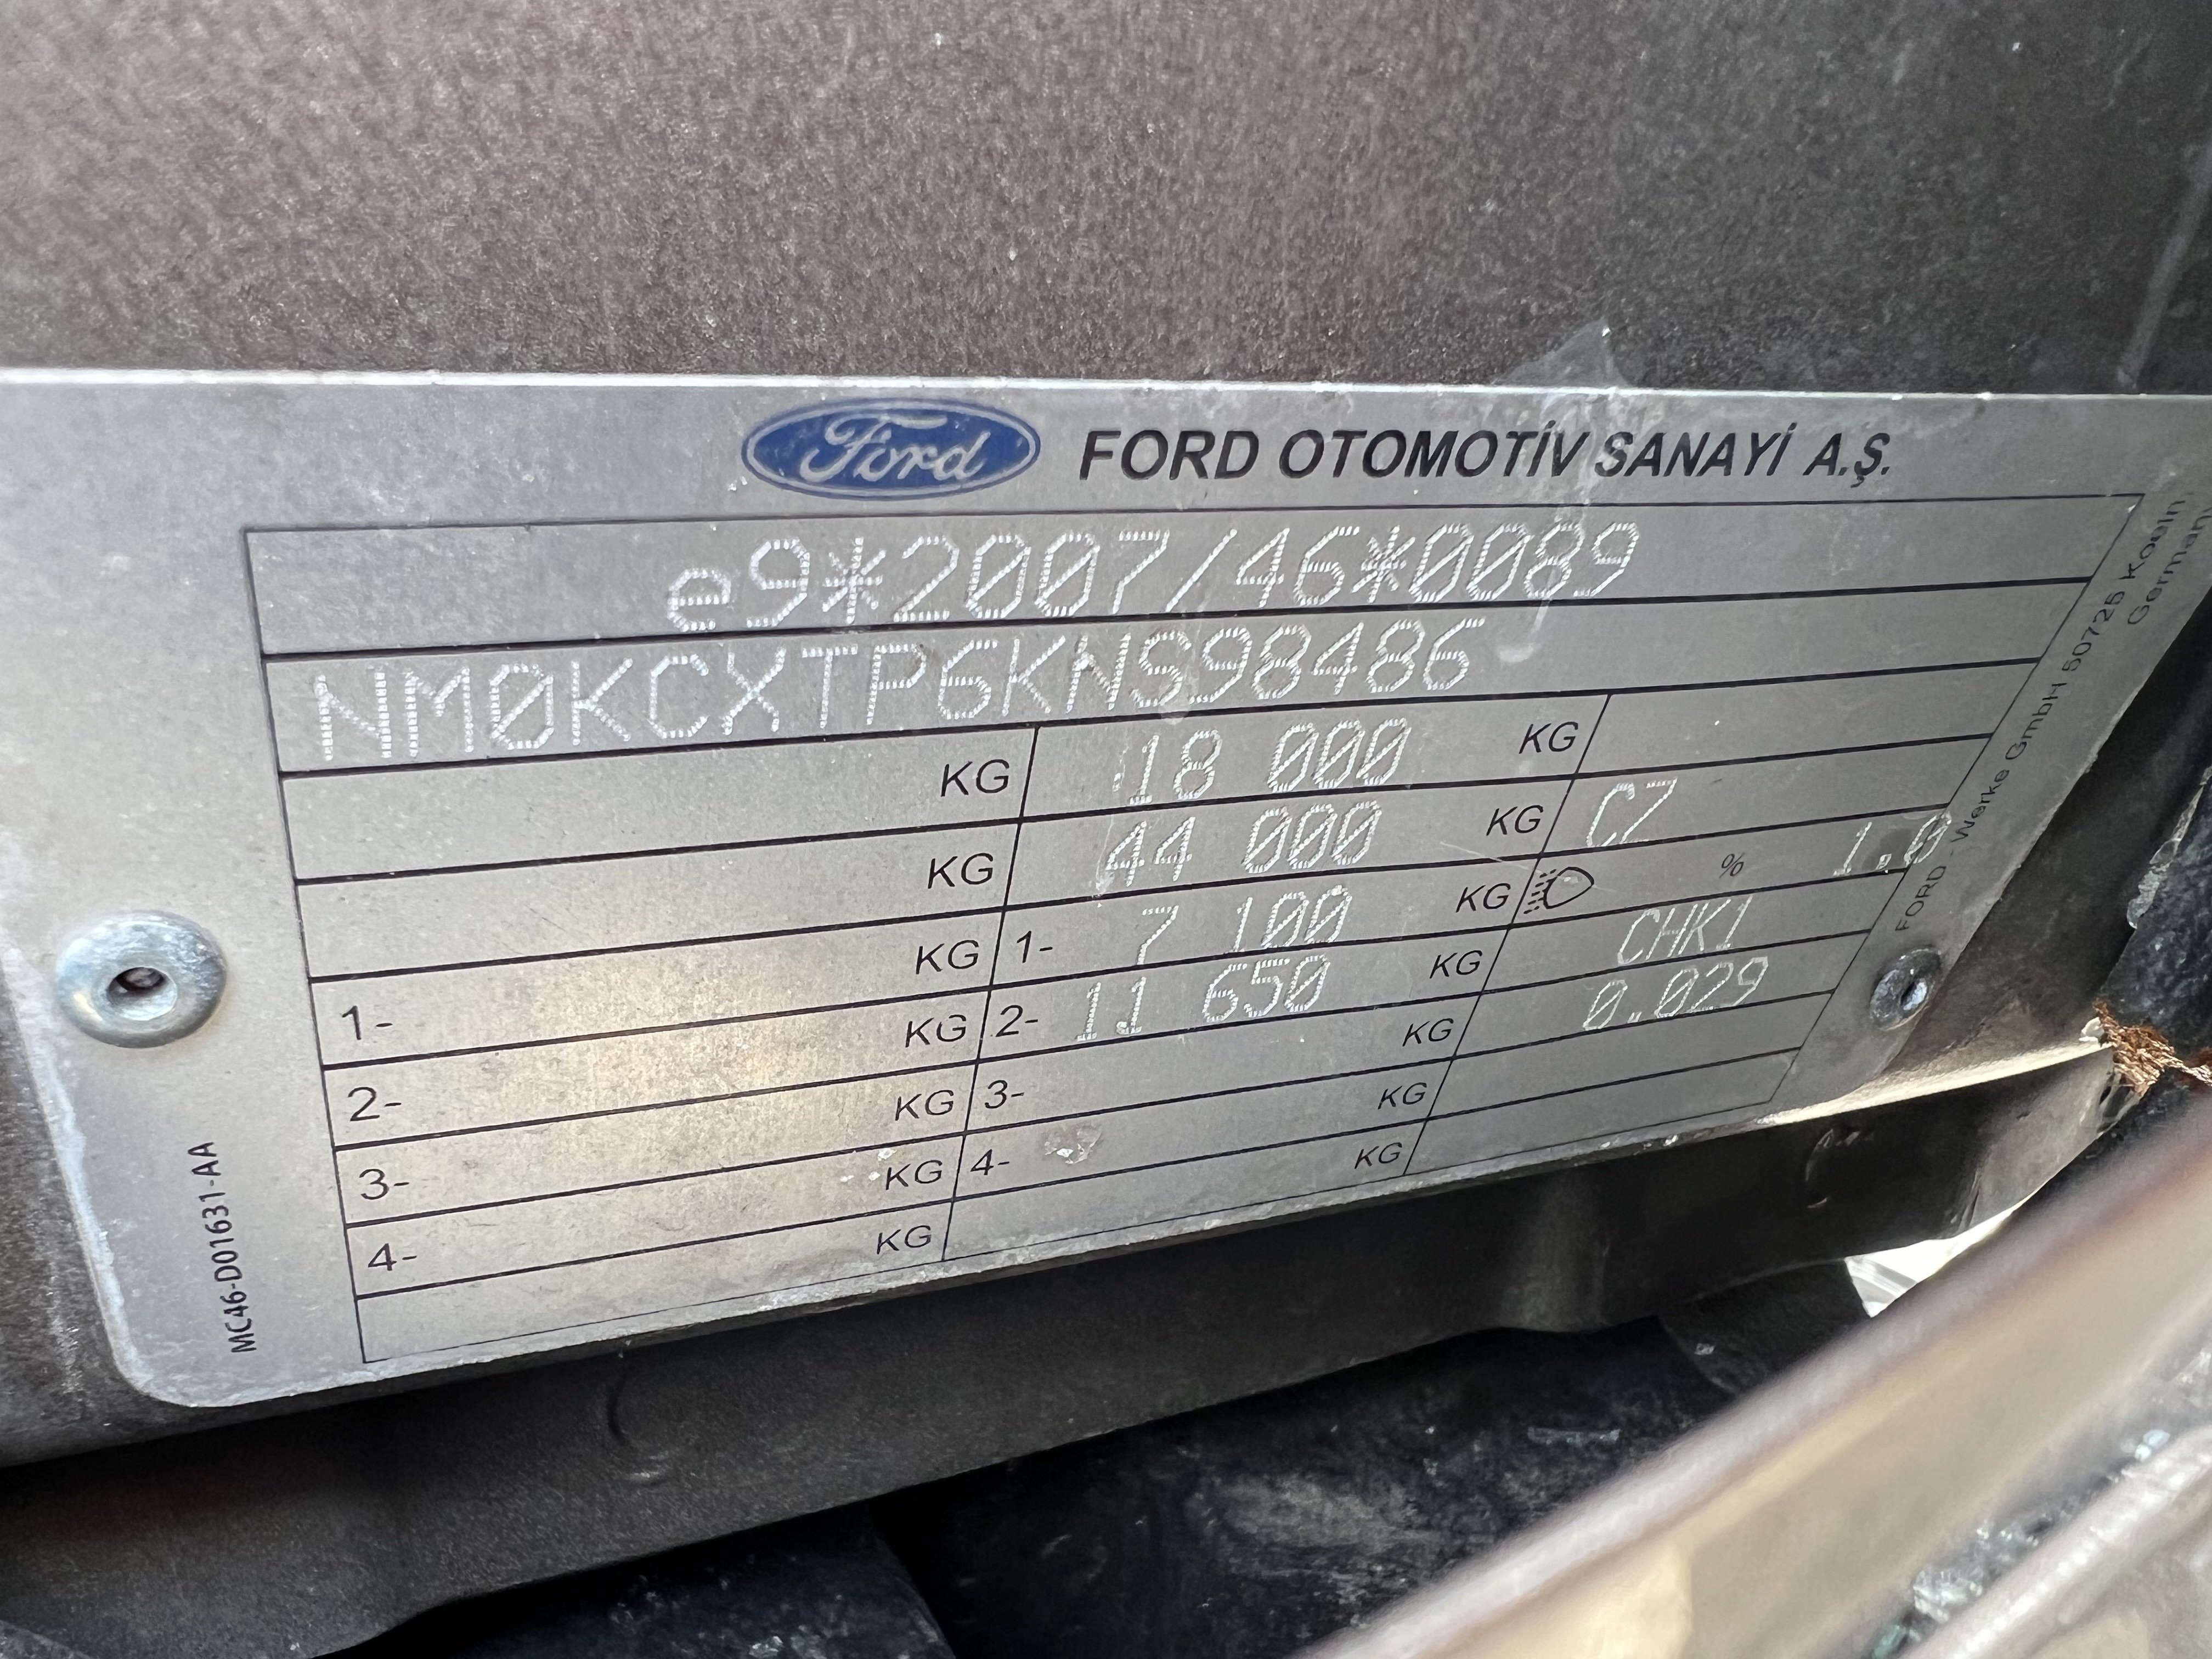 Ford FORD OTOMOTİV SANAYİ A.Ş.
e9*2007/46*0089
NM0KCXTP6KNS98486
KG 18 000 KG
KG 44 000 KG CZ
KG 1- 7 100 KG % 1.0
1- KG 2- 11 650 KG CHK1
2- KG 3- KG 0.029
3- KG 4- KG
4- KG
MC46-D01631-AA
FORD - Werke GmbH 50725 Koeln
Germany